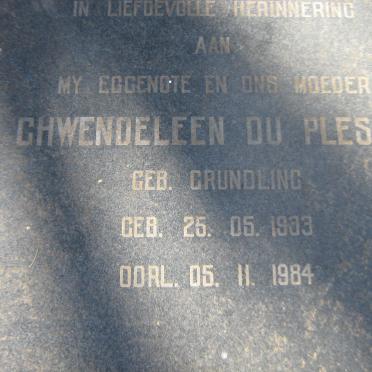 IN LIEFDEVOLLE HERINNERING
AAN
MY EGGENOTE EN ONS MOEDER
GHWENDELEEN DU PLES
GEB. GRUNDLING
GEB. 25. 05. 1933
OORL. 05. 11. 1984